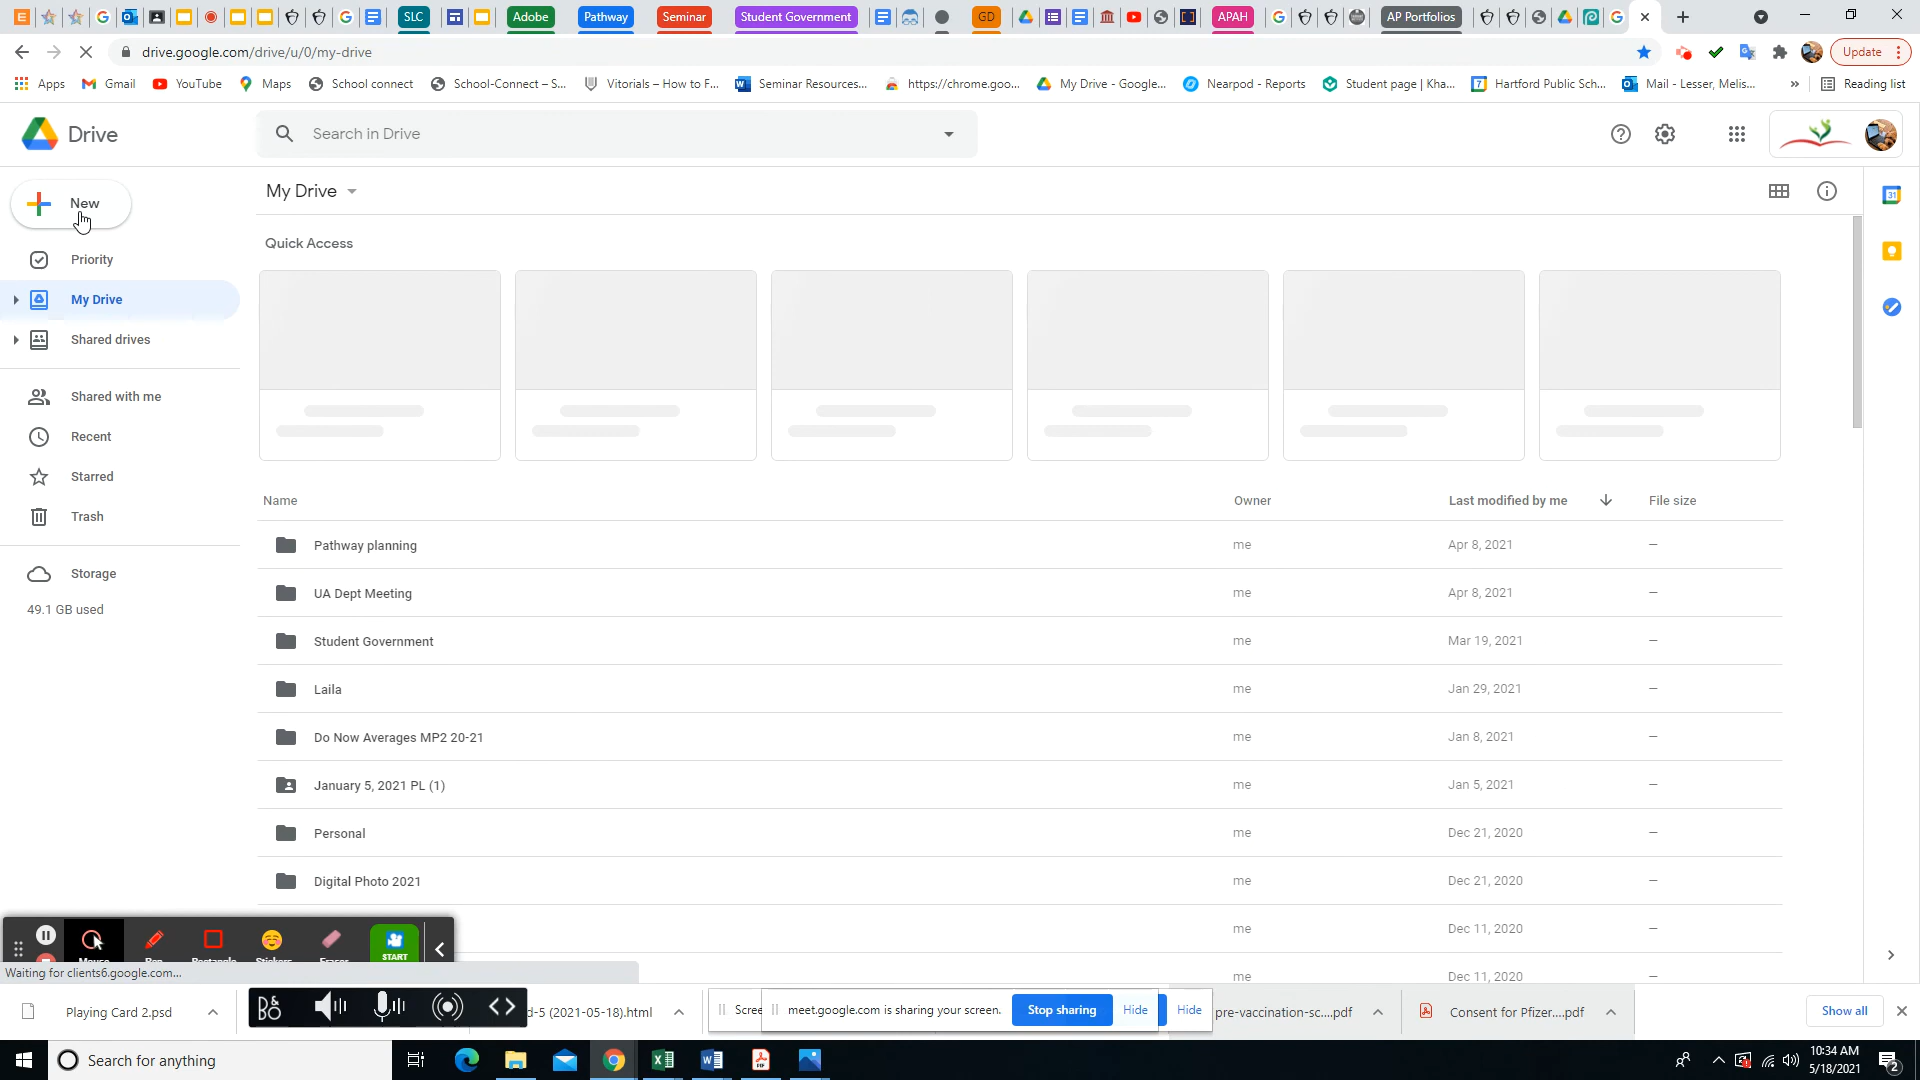 SLC
Adobe
Pathway
Seminar
Student Government
GD
APAH
AP Portfolios
drive.google.com/drive/u/0/my-drive
Update
Apps
Gmail
YouTube
Maps
School connect
School-Connect – S...
Vitorials – How to F...
Seminar Resources...
https://chrome.goo...
My Drive - Google...
Nearpod - Reports
Student page | Kha...
Hartford Public Sch...
Mail - Lesser, Melis...
»
Reading list
Drive
Search in Drive
New
My Drive
Quick Access
Priority
My Drive
Shared drives
Shared with me
Recent
Starred
Trash
Storage
49.1 GB used
Name Owner Last modified by me File size
Pathway planning me Apr 8, 2021 —
UA Dept Meeting me Apr 8, 2021 —
Student Government me Mar 19, 2021 —
Laila me Jan 29, 2021 —
Do Now Averages MP2 20-21 me Jan 8, 2021 —
January 5, 2021 PL (1) me Jan 5, 2021 —
Personal me Dec 21, 2020 —
Digital Photo 2021 me Dec 21, 2020 —
me Dec 11, 2020 —
me Dec 11, 2020 —
START
Waiting for clients6.google.com...
Playing Card 2.psd
d-5 (2021-05-18).html
Scree
meet.google.com is sharing your screen.
Stop sharing
Hide
Hide
pre-vaccination-sc....pdf
Consent for Pfizer....pdf
Show all
Search for anything
10:34 AM
5/18/2021
2